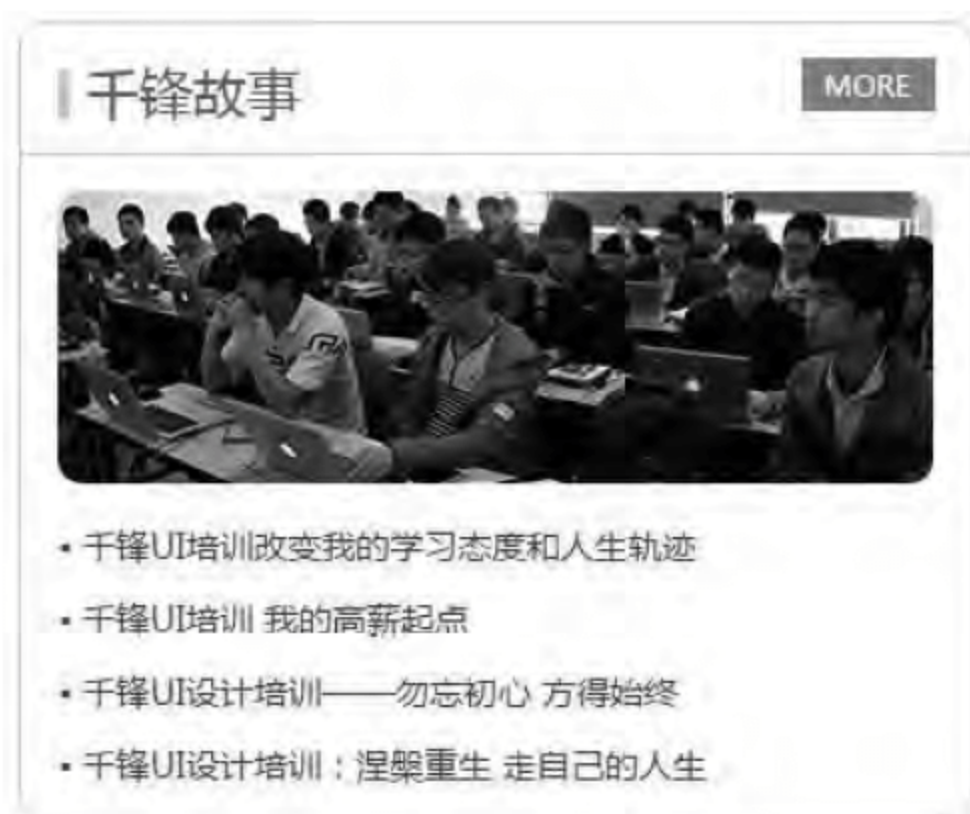 千锋故事
MORE
▪ 千锋UI培训改变我的学习态度和人生轨迹
▪ 千锋UI培训 我的高薪起点
▪ 千锋UI设计培训——勿忘初心 方得始终
▪ 千锋UI设计培训：涅槃重生 走自己的人生